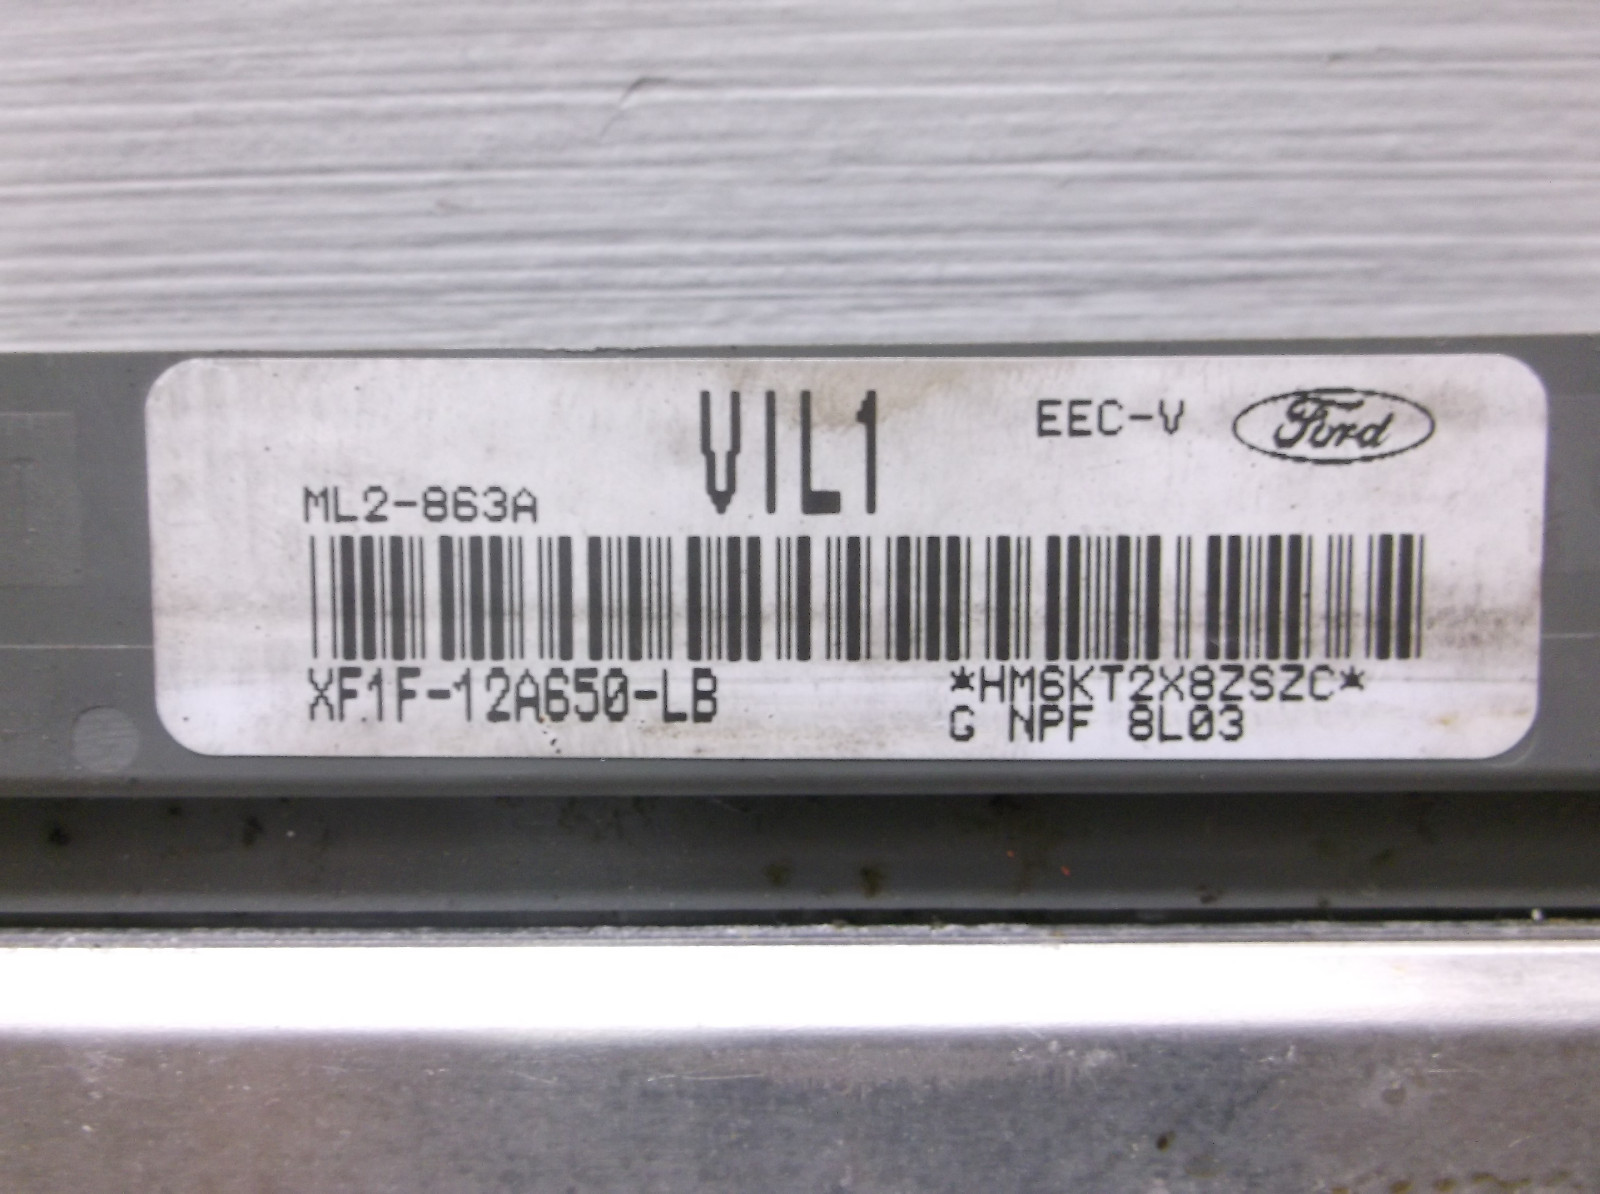 VIL1
EEC-V
Ford
ML2-863A
XF1F-12A650-LB
*HM6KT2X8ZSZC*
G NPF 8L03